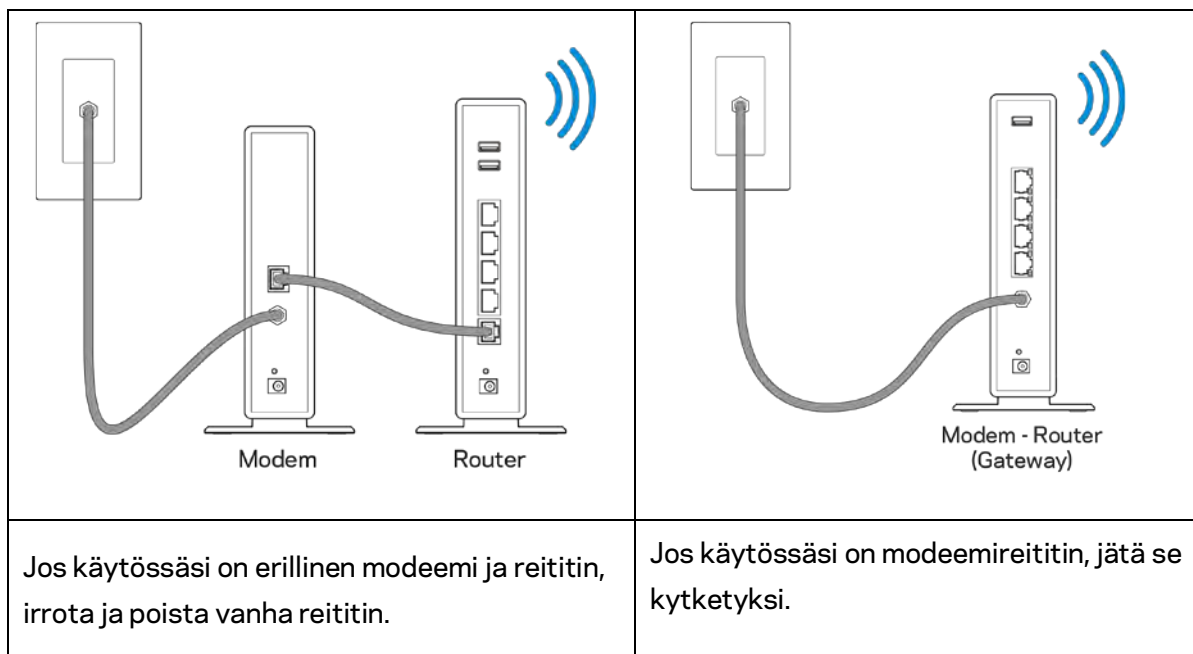 Modem
Router
Modem - Router
(Gateway)
Jos käytössäsi on erillinen modeemi ja reititin,
irrota ja poista vanha reititin.
Jos käytössäsi on modeemireititin, jätä se
kytketyksi.